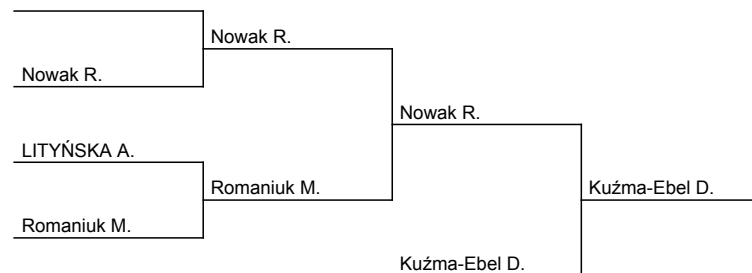 Nowak R.
Nowak R.
Nowak R.
LITYŃSKA A.
Romaniuk M.
Kuźma-Ebel D.
Romaniuk M.
Kuźma-Ebel D.